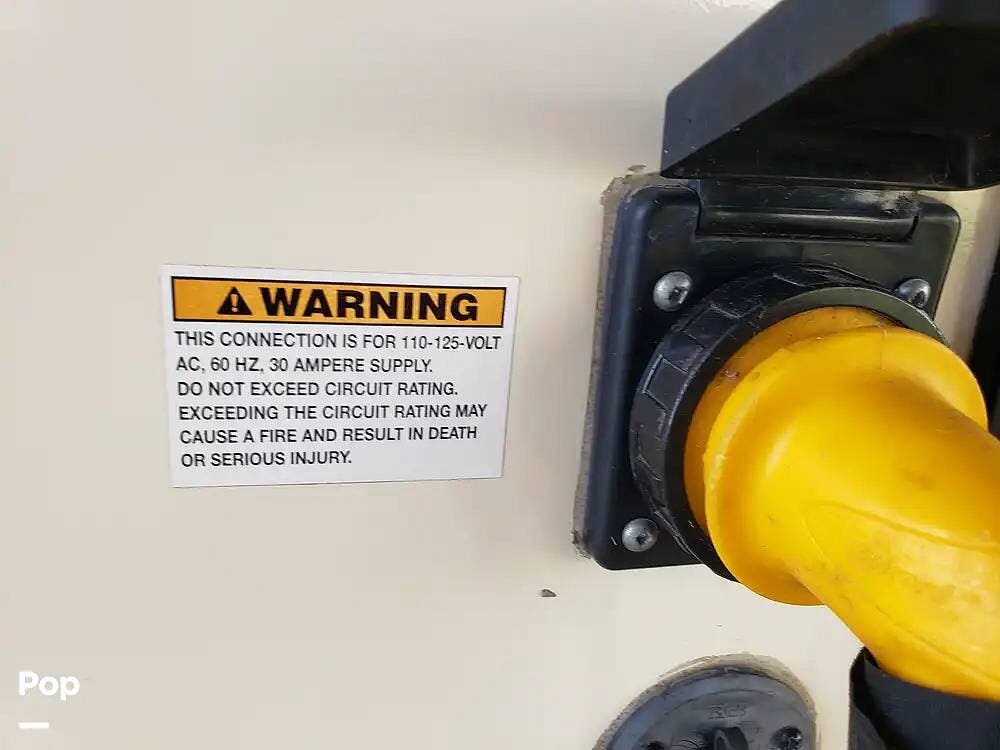 WARNING
THIS CONNECTION IS FOR 110-125-VOLT
AC, 60 HZ, 30 AMPERE SUPPLY.
DO NOT EXCEED CIRCUIT RATING.
EXCEEDING THE CIRCUIT RATING MAY
CAUSE A FIRE AND RESULT IN DEATH
OR SERIOUS INJURY.
Pop